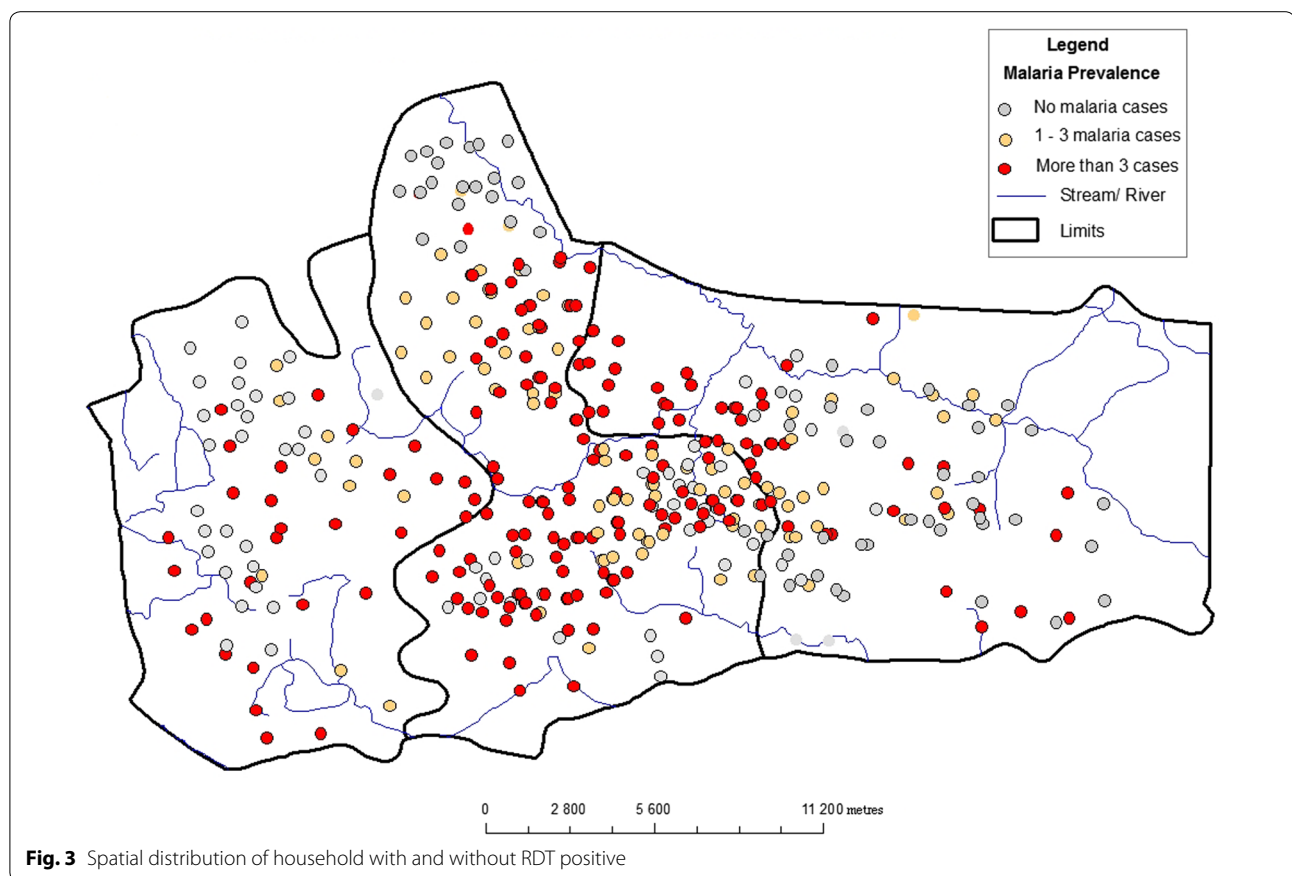 Legend
Malaria Prevalence
No malaria cases
1 - 3 malaria cases
More than 3 cases
Stream/ River
Limits
0 2 800 5 600 11 200 metres
Fig. 3 Spatial distribution of household with and without RDT positive